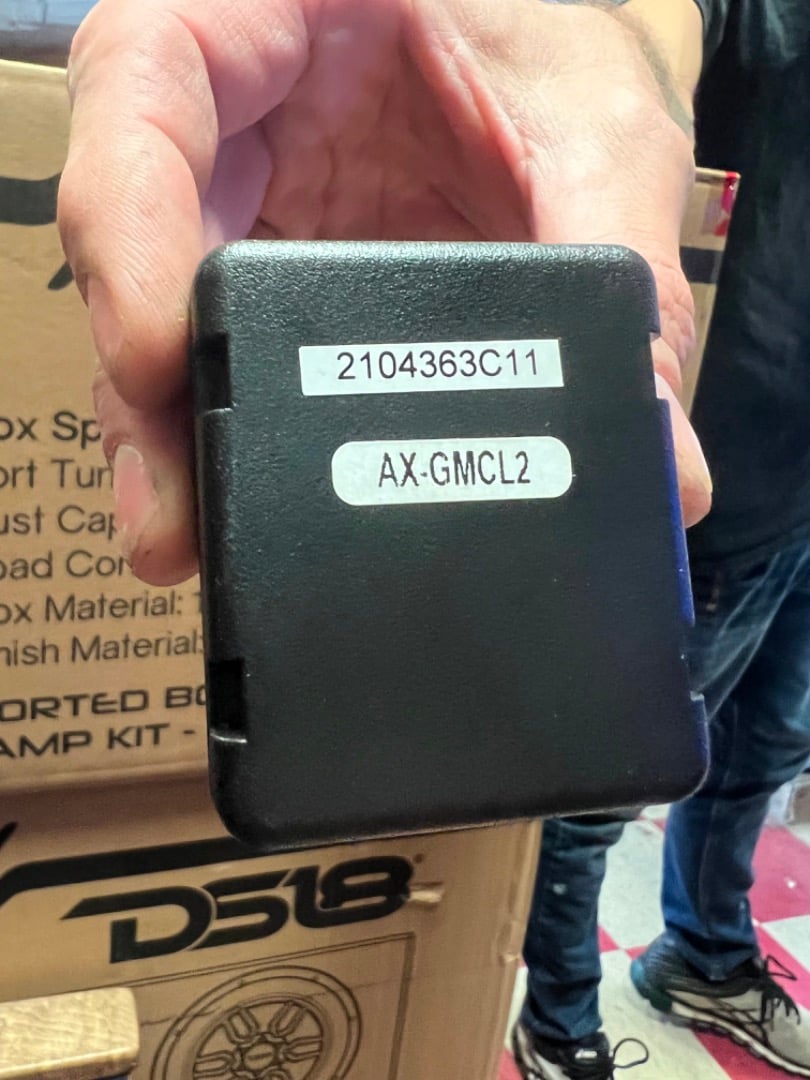 2104363C11
AX-GMCL2
ox Sp
ort Tun
ust Cap
oad Cor
ox Material:
nish Material:
ORTED BO
AMP KIT -
DS18